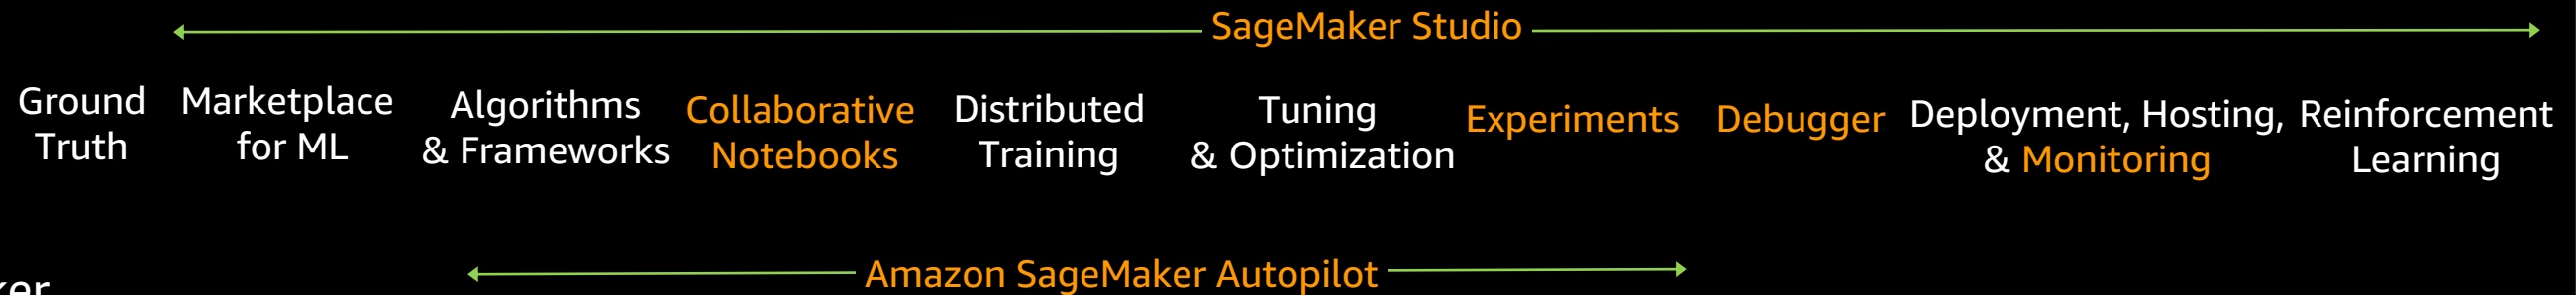 SageMaker Studio
Ground
Truth
Marketplace
for ML
Algorithms
& Frameworks
Collaborative
Notebooks
Distributed
Training
Tuning
& Optimization
Experiments
Debugger
Deployment, Hosting,
& Monitoring
Reinforcement
Learning
Amazon SageMaker Autopilot